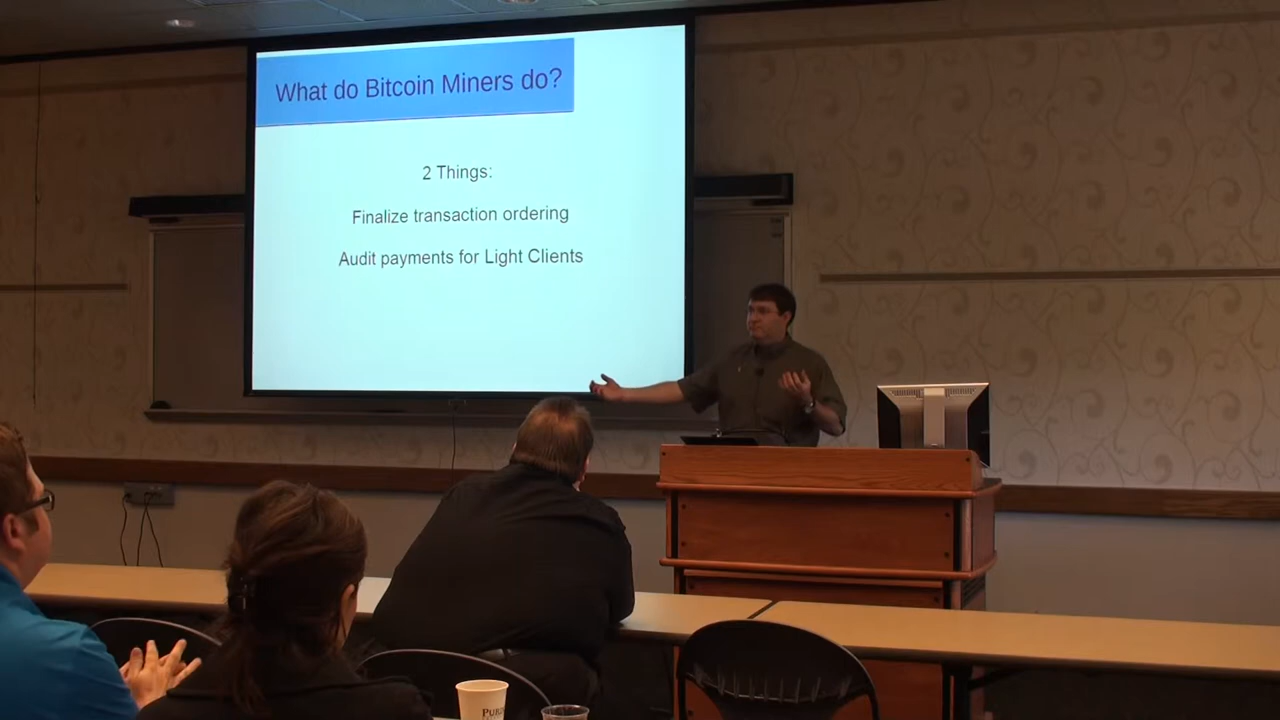 What do Bitcoin Miners do?
2 Things:
Finalize transaction ordering
Audit payments for Light Clients